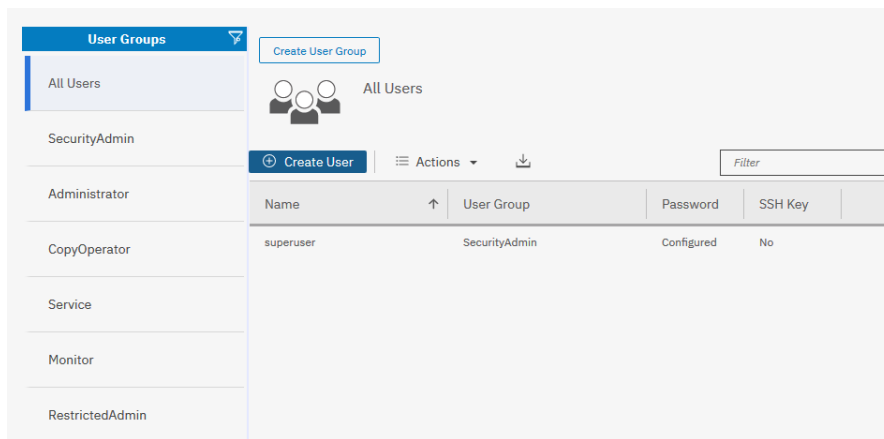 User Groups
All Users
SecurityAdmin
Administrator
CopyOperator
Service
Monitor
RestrictedAdmin
Create User Group
All Users
Create User
Actions
Filter
Name User Group Password SSH Key
superuser SecurityAdmin Configured No